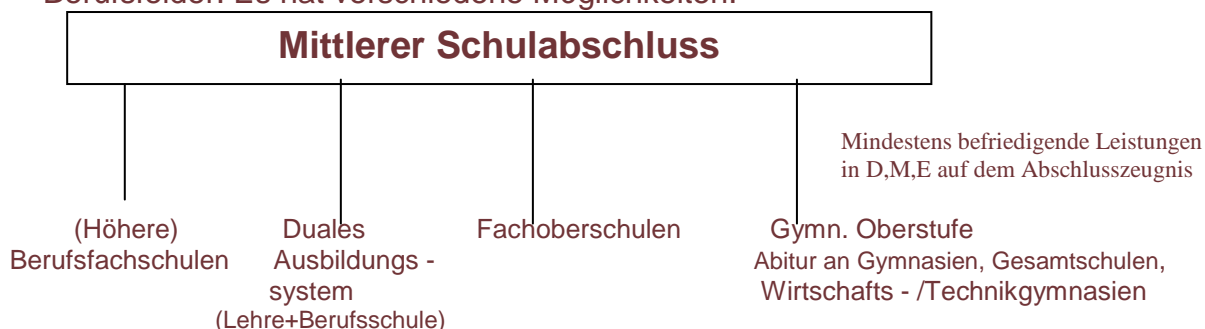 Mittlerer Schulabschluss
Mindestens befriedigende Leistungen
in D,M,E auf dem Abschlusszeugnis
(Höhere)
Berufsfachschulen
Duales
Ausbildungs -
system
(Lehre+Berufsschule)
Fachoberschulen
Gymn. Oberstufe
Abitur an Gymnasien, Gesamtschulen,
Wirtschafts - /Technikgymnasien